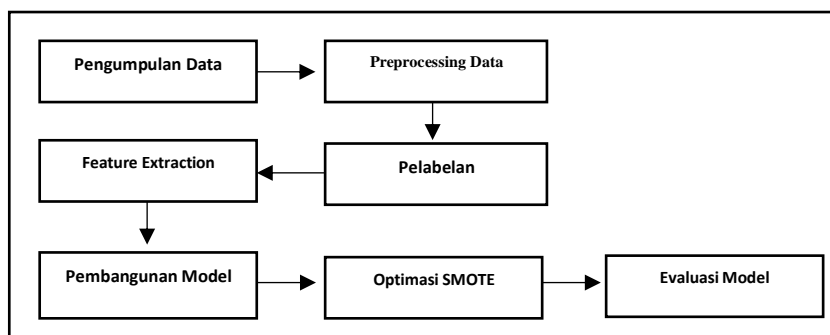 Pengumpulan Data
Preprocessing Data
Pelabelan
Feature Extraction
Pembangunan Model
Optimasi SMOTE
Evaluasi Model